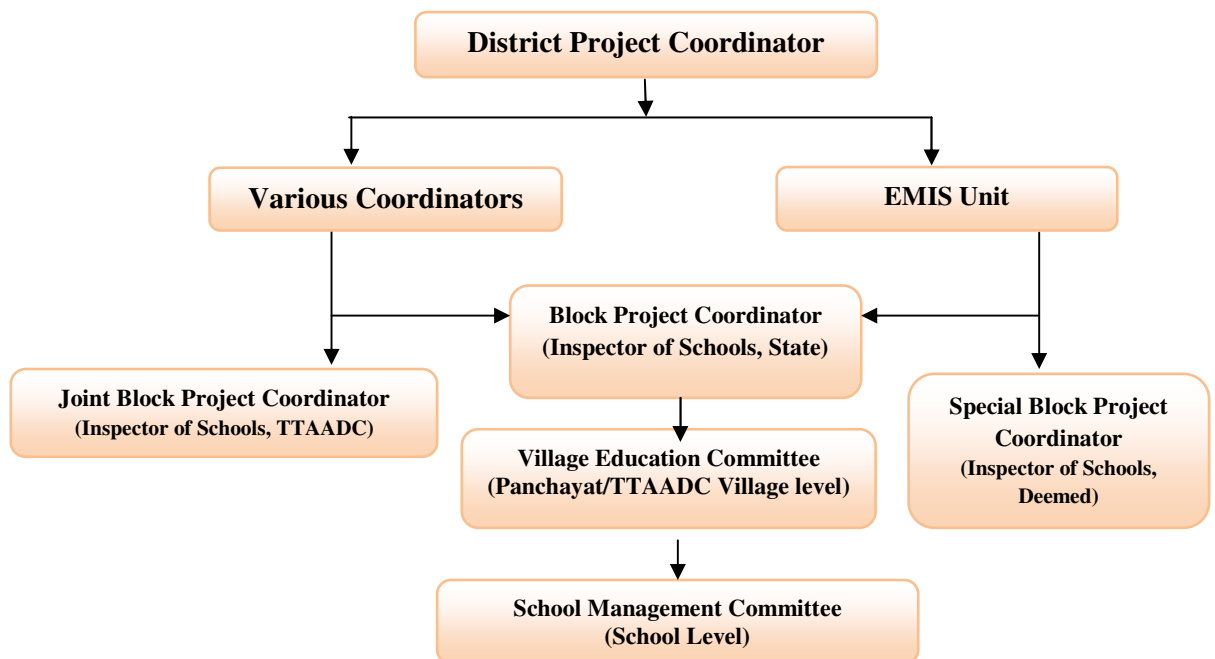 District Project Coordinator
Various Coordinators
EMIS Unit
Block Project Coordinator
(Inspector of Schools, State)
Joint Block Project Coordinator
(Inspector of Schools, TTAADC)
Special Block Project
Coordinator
(Inspector of Schools,
Deemed)
Village Education Committee
(Panchayat/TTAADC Village level)
School Management Committee
(School Level)